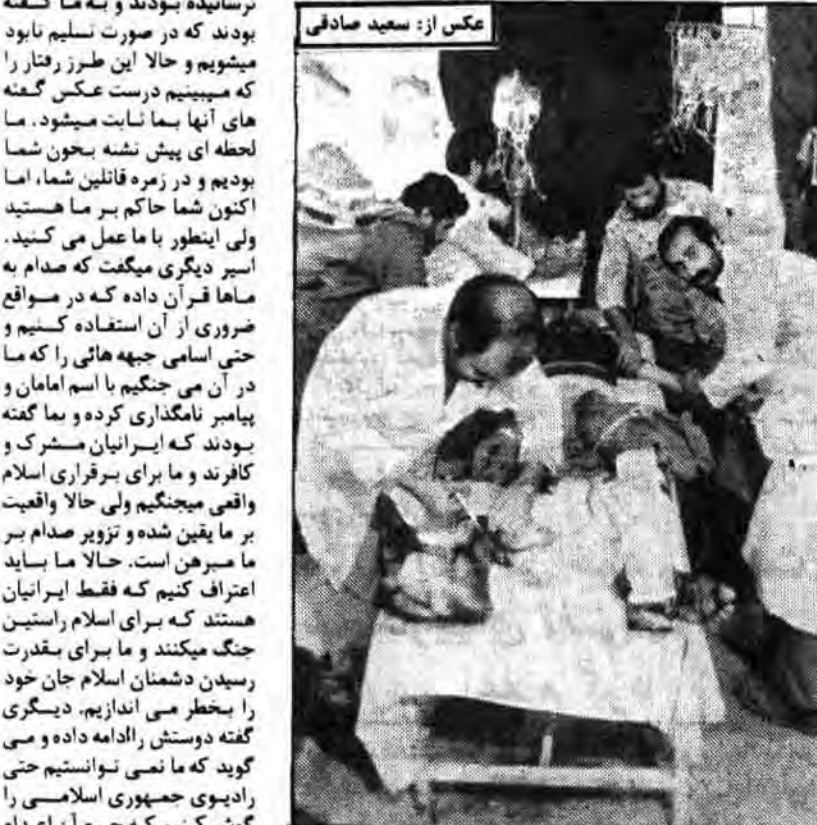 ترسانیده بودند و به ما گفته
بودند که در صورت تسلیم نابود
میشویم و حالا این طرز رفتار را
که میبینیم درست عکس گفته
های آنها بما ثابت میشود. ما
لحظه ای پیش تشنه بخون شما
بودیم و در زمره قاتلین شما، اما
اکنون شما حاکم بر ما هستید
ولی اینطور با ما عمل می کنید.
اسیر دیگری میگفت که صدام به
ماها قرآن داده که در مواقع
ضروری از آن استفاده کنیم و
حتی اسامی جبهه هائی را که ما
در آن می جنگیم با اسم امامان و
پیامبر نامگذاری کرده و بما گفته
بودند که ایرانیان مشرک و
کافرند و ما برای برقراری اسلام
واقعی میجنگیم ولی حالا واقعیت
بر ما یقین شده و تزویر صدام بر
ما مبرهن است. حالا ما باید
اعتراف کنیم که فقط ایرانیان
هستند که برای اسلام راستین
جنگ میکنند و ما برای بقدرت
رسیدن دشمنان اسلام جان خود
را بخطر می اندازیم. دیگری
گفته دوستش راادامه داده و می
گوید که ما نمی توانستیم حتی
رادیوی جمهوری اسلامی را
عکس از: سعید صادقی